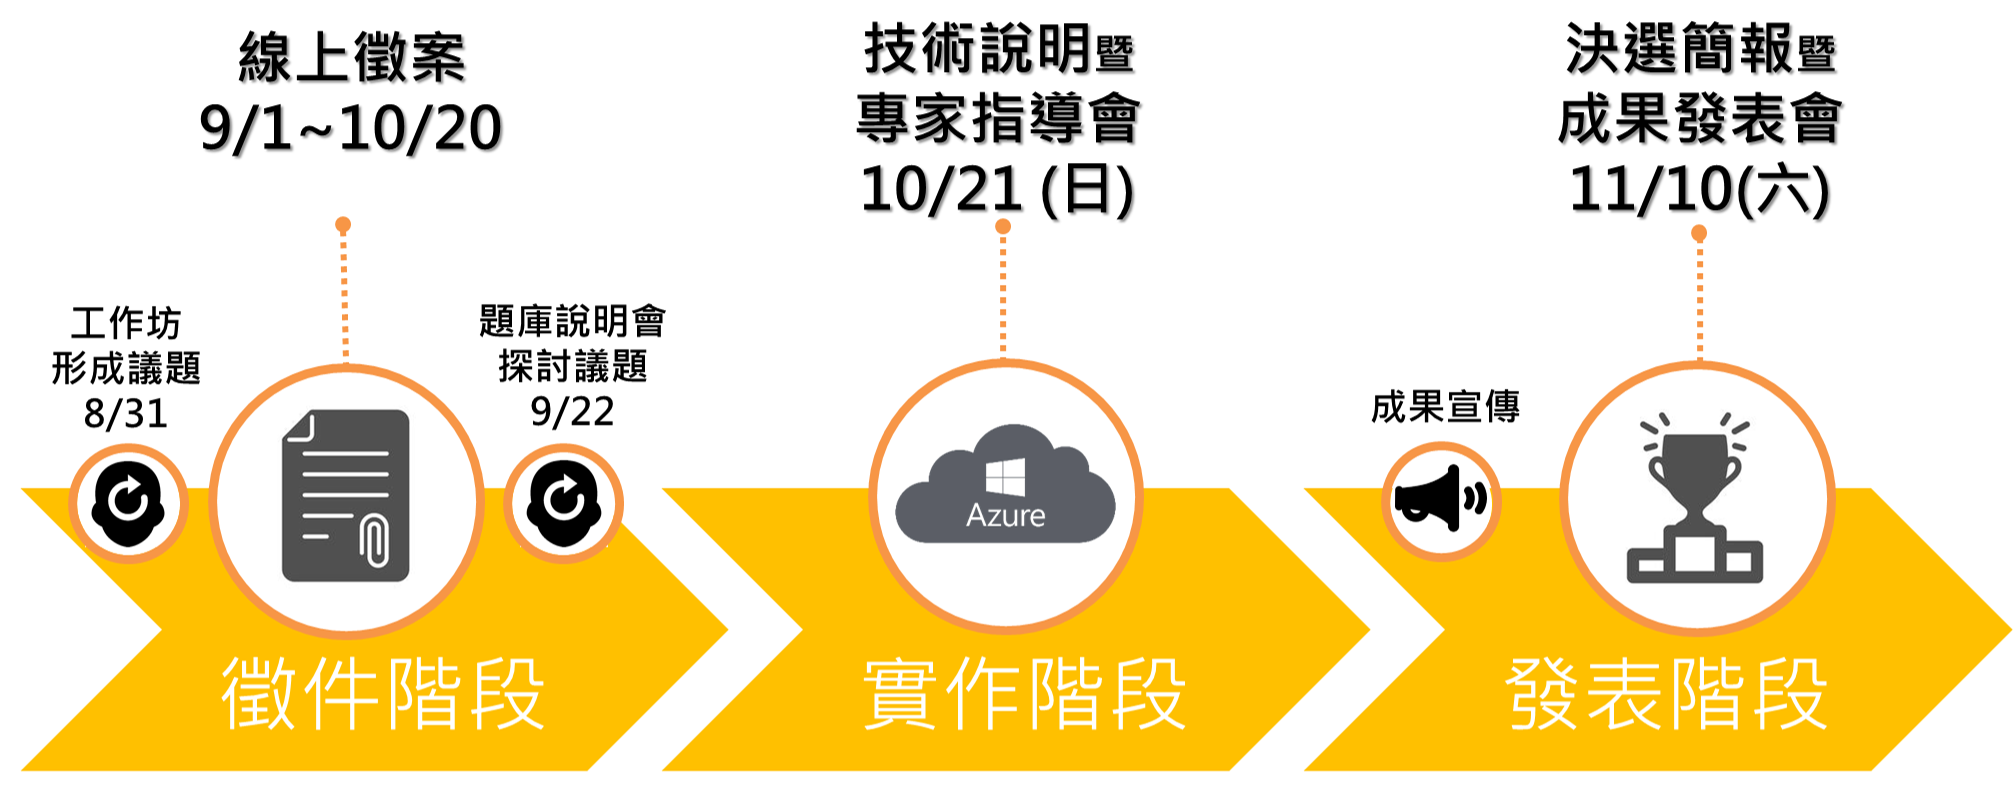 線上徵案
9/1~10/20
技術說明暨
專家指導會
10/21 (日)
決選簡報暨
成果發表會
11/10(六)
工作坊
形成議題
8/31
題庫說明會
探討議題
9/22
Azure
成果宣傳
徵件階段
實作階段
發表階段